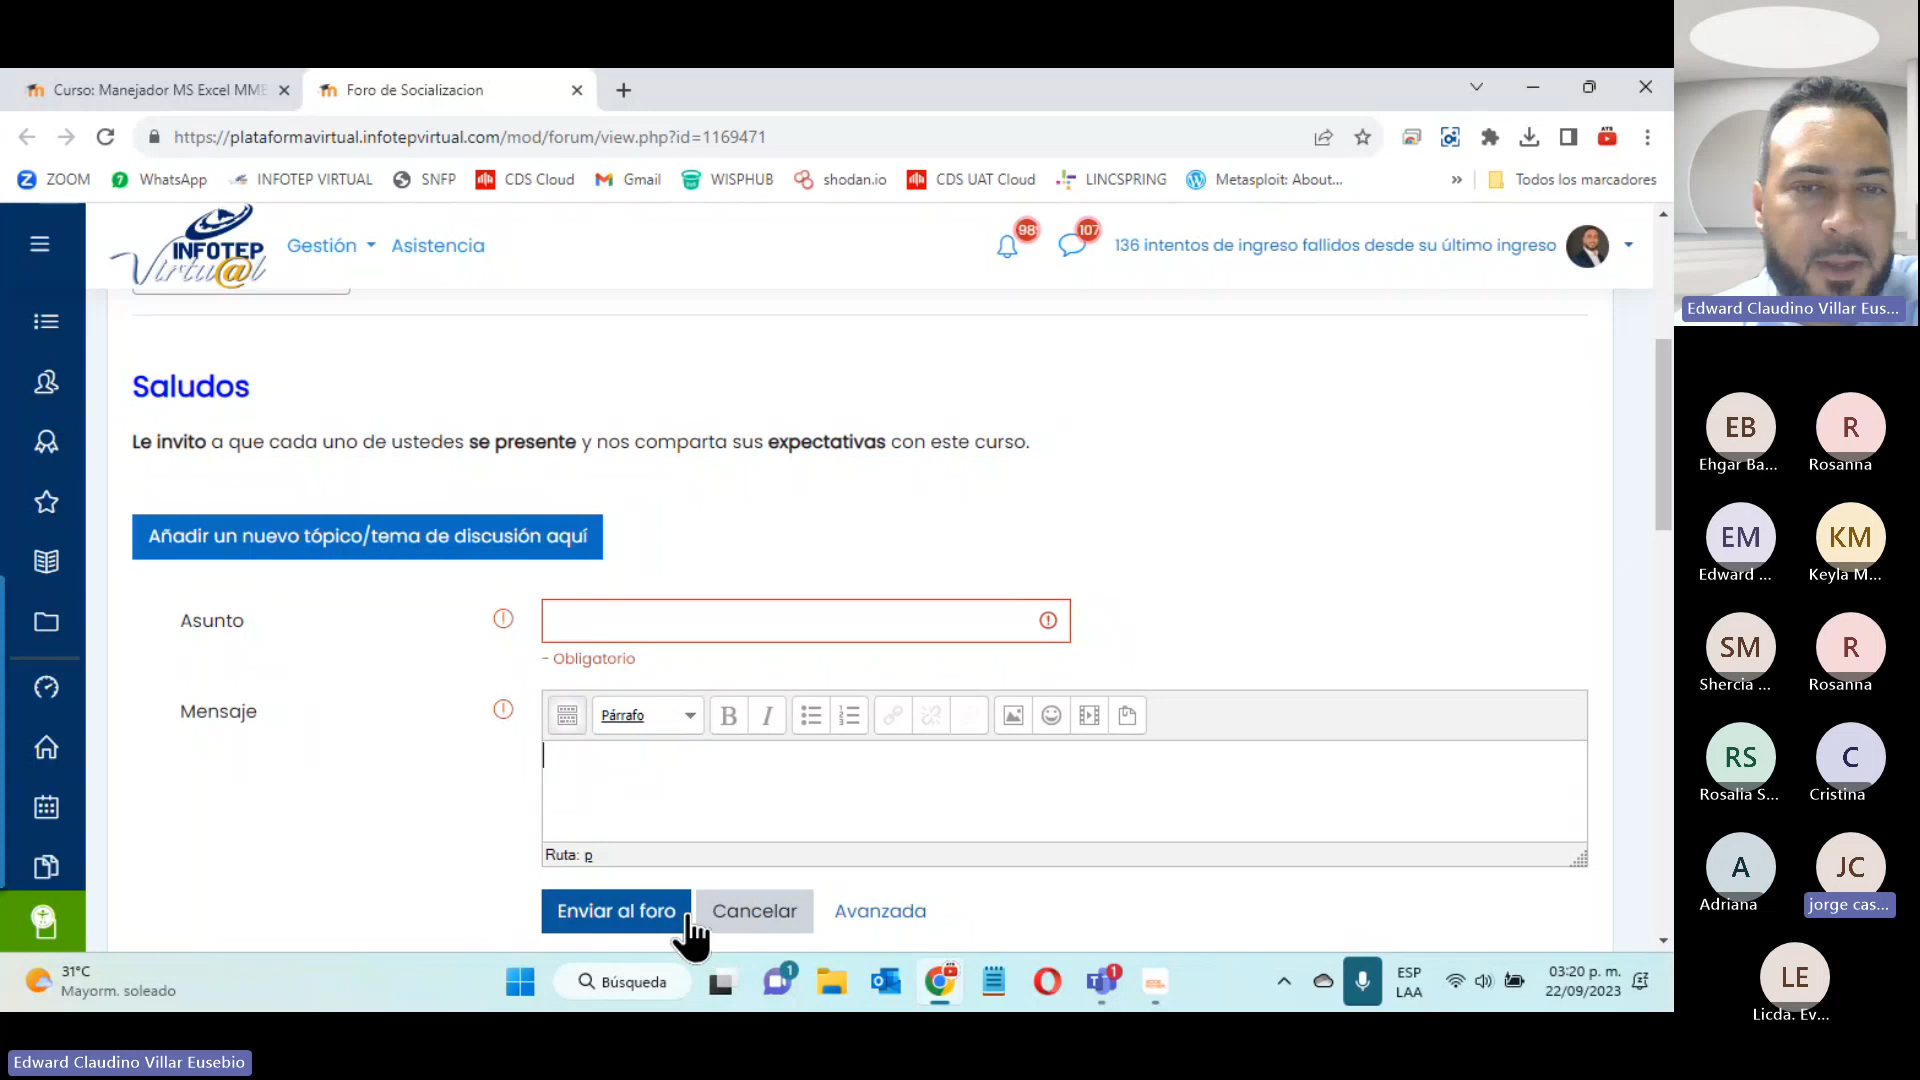 Curso: Manejador MS Excel MME
Foro de Socialización
https://plataformavirtual.infotepvirtual.com/mod/forum/view.php?id=1169471
ZOOM
WhatsApp
INFOTEP VIRTUAL
SNFP
CDS Cloud
Gmail
WISPHUB
shodan.io
CDS UAT Cloud
LINCSPRING
Metasploit: About...
»
Todos los marcadores
INFOTEP
Virtu@l
Gestión
Asistencia
98
107
136 intentos de ingreso fallidos desde su último ingreso
Saludos
Le invito a que cada uno de ustedes se presente y nos comparta sus expectativas con este curso.
Añadir un nuevo tópico/tema de discusión aquí
Asunto
- Obligatorio
Mensaje
Párrafo
B
I
Ruta: p
Enviar al foro
Cancelar
Avanzada
31°C
Mayorm. soleado
Búsqueda
1
1
ESP
LAA
03:20 p. m.
22/09/2023
Edward Claudino Villar Eusebio
Edward Claudino Villar Eus...
EB
Ehgar Ba...
R
Rosanna
EM
Edward ...
KM
Keyla M...
SM
Shercia ...
R
Rosanna
RS
Rosalia S...
C
Cristina
A
Adriana
JC
jorge cas...
LE
Licda. Ev...